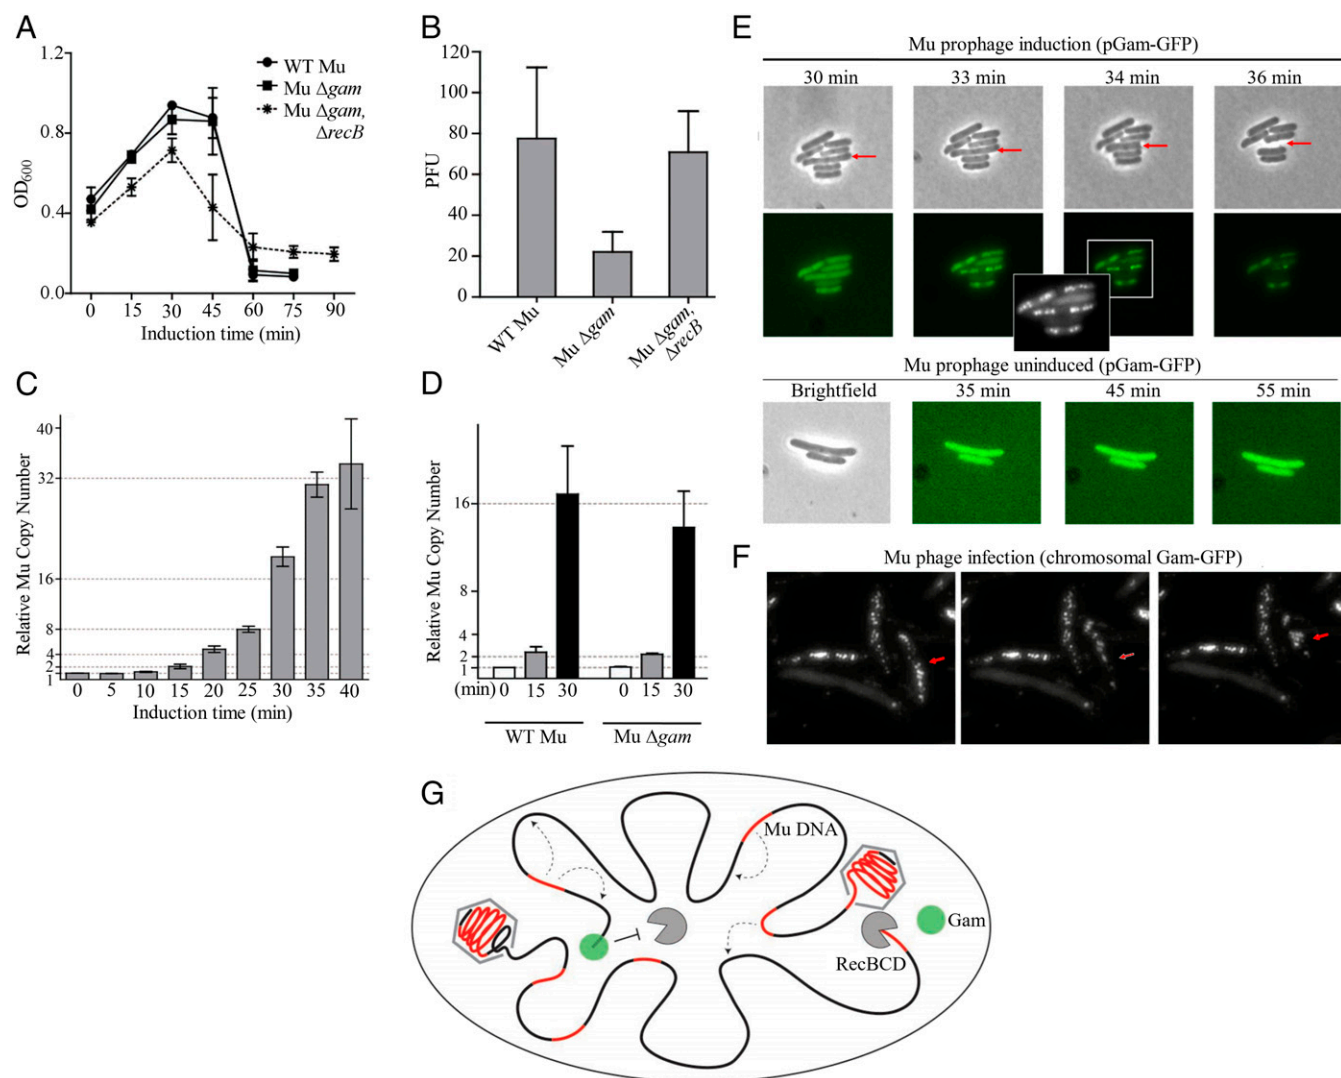 A
1.2
0.8
0.4
0.0
OD600
WT Mu
Mu Δgam
Mu Δgam,
ΔrecB
0 15 30 45 60 75 90
Induction time (min)
B
120
100
80
60
40
20
0
PFU
WT Mu
Mu Δgam
Mu Δgam,
ΔrecB
C
40
32
16
8
4
2
1
Relative Mu Copy Number
0 5 10 15 20 25 30 35 40
Induction time (min)
D
16
8
4
2
1
Relative Mu Copy Number
(min) 0 15 30 0 15 30
WT Mu Mu Δgam
E
Mu prophage induction (pGam-GFP)
30 min 33 min 34 min 36 min
Mu prophage uninduced (pGam-GFP)
Brightfield 35 min 45 min 55 min
F
Mu phage infection (chromosomal Gam-GFP)
G
Mu DNA
Gam
RecBCD